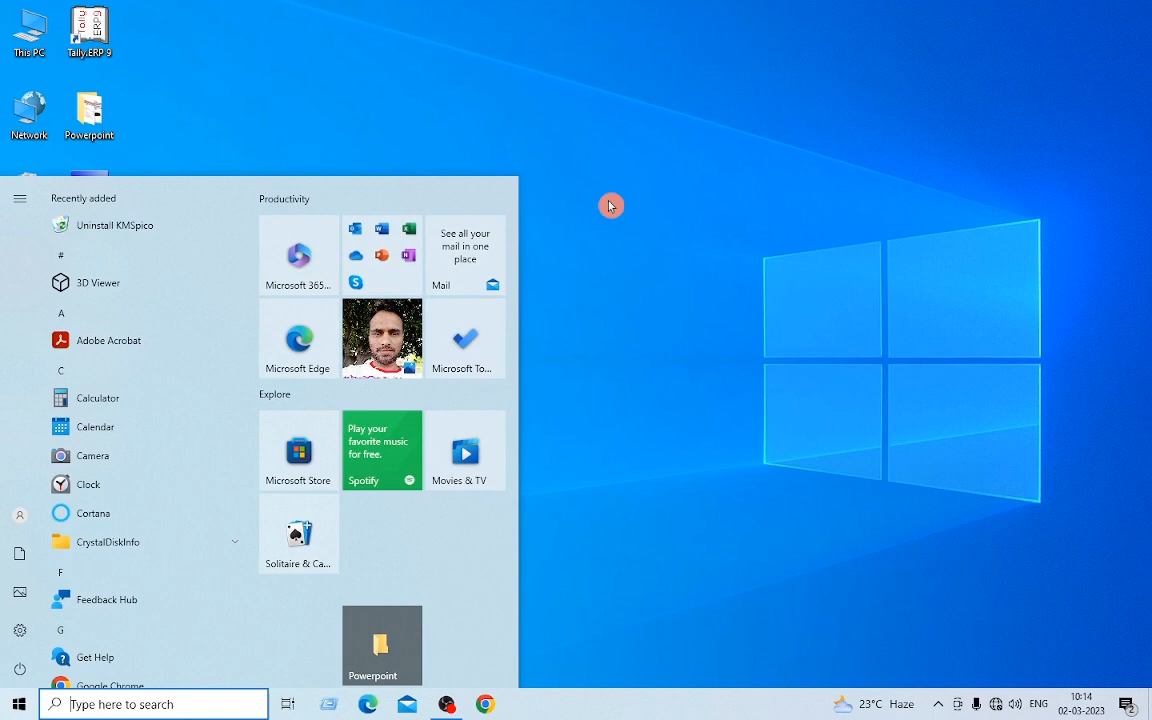 This PC
Tally.ERP 9
Network
Powerpoint
Recently added
Uninstall KMSpico
#
3D Viewer
A
Adobe Acrobat
C
Calculator
Calendar
Camera
Clock
Cortana
CrystalDiskInfo
F
Feedback Hub
G
Get Help
Google Chrome
Productivity
Microsoft 365...
See all your
mail in one
place
Mail
Microsoft Edge
Microsoft To...
Explore
Microsoft Store
Play your
favorite music
for free.
Spotify
Movies & TV
Solitaire & Ca...
Powerpoint
Type here to search
23°C Haze
ENG
10:14
02-03-2023
2